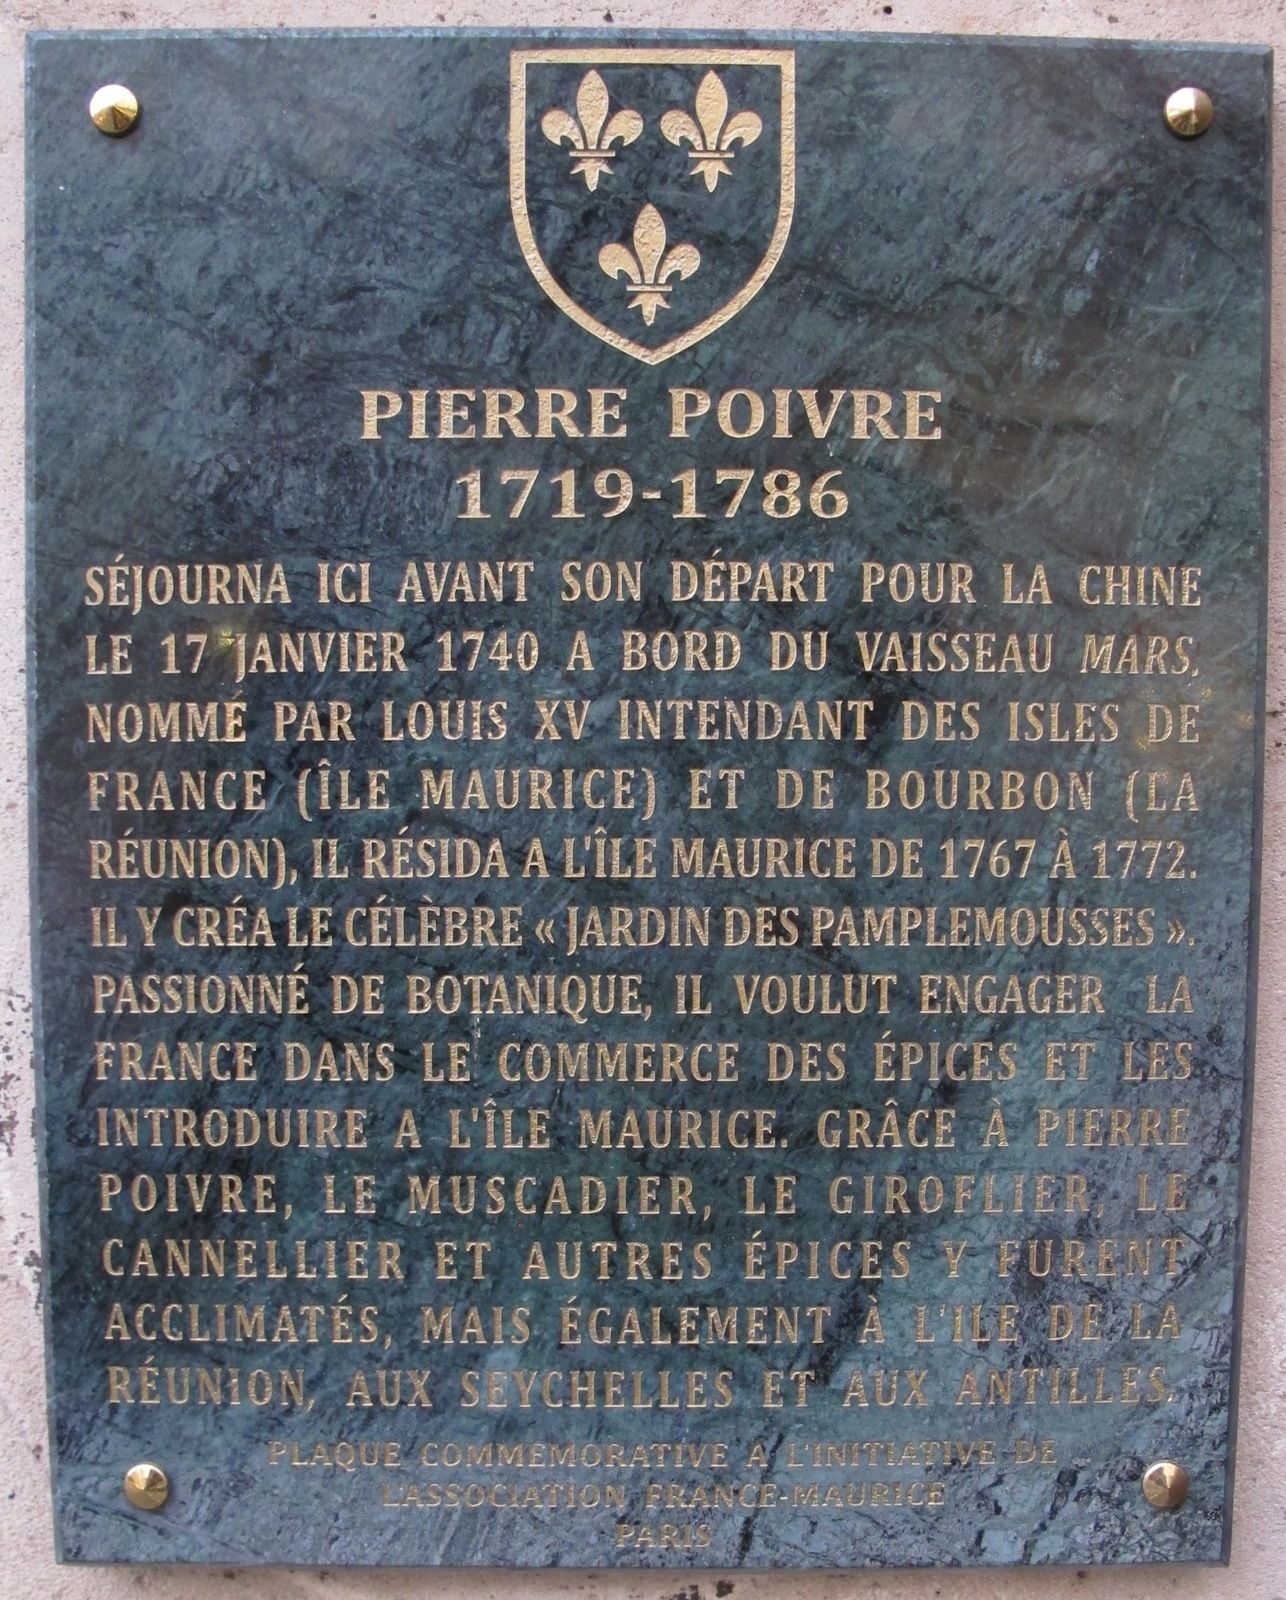 PIERRE POIVRE
1719-1786
SÉJOURNA ICI AVANT SON DÉPART POUR LA CHINE
LE 17 JANVIER 1740 A BORD DU VAISSEAU MARS,
NOMMÉ PAR LOUIS XV INTENDANT DES ISLES DE
FRANCE (ÎLE MAURICE) ET DE BOURBON (LA
RÉUNION), IL RÉSIDA A L'ÎLE MAURICE DE 1767 À 1772.
IL Y CRÉA LE CÉLÈBRE « JARDIN DES PAMPLEMOUSSES ».
PASSIONNÉ DE BOTANIQUE, IL VOULUT ENGAGER LA
FRANCE DANS LE COMMERCE DES ÉPICES ET LES
INTRODUIRE A L'ÎLE MAURICE. GRÂCE À PIERRE
POIVRE, LE MUSCADIER, LE GIROFLIER, LE
CANNELLIER ET AUTRES ÉPICES Y FURENT
ACCLIMATÉS, MAIS ÉGALEMENT À L'ILE DE LA
RÉUNION, AUX SEYCHELLES ET AUX ANTILLES.
PLAQUE COMMEMORATIVE A L'INITIATIVE DE
L'ASSOCIATION FRANCE-MAURICE
PARIS